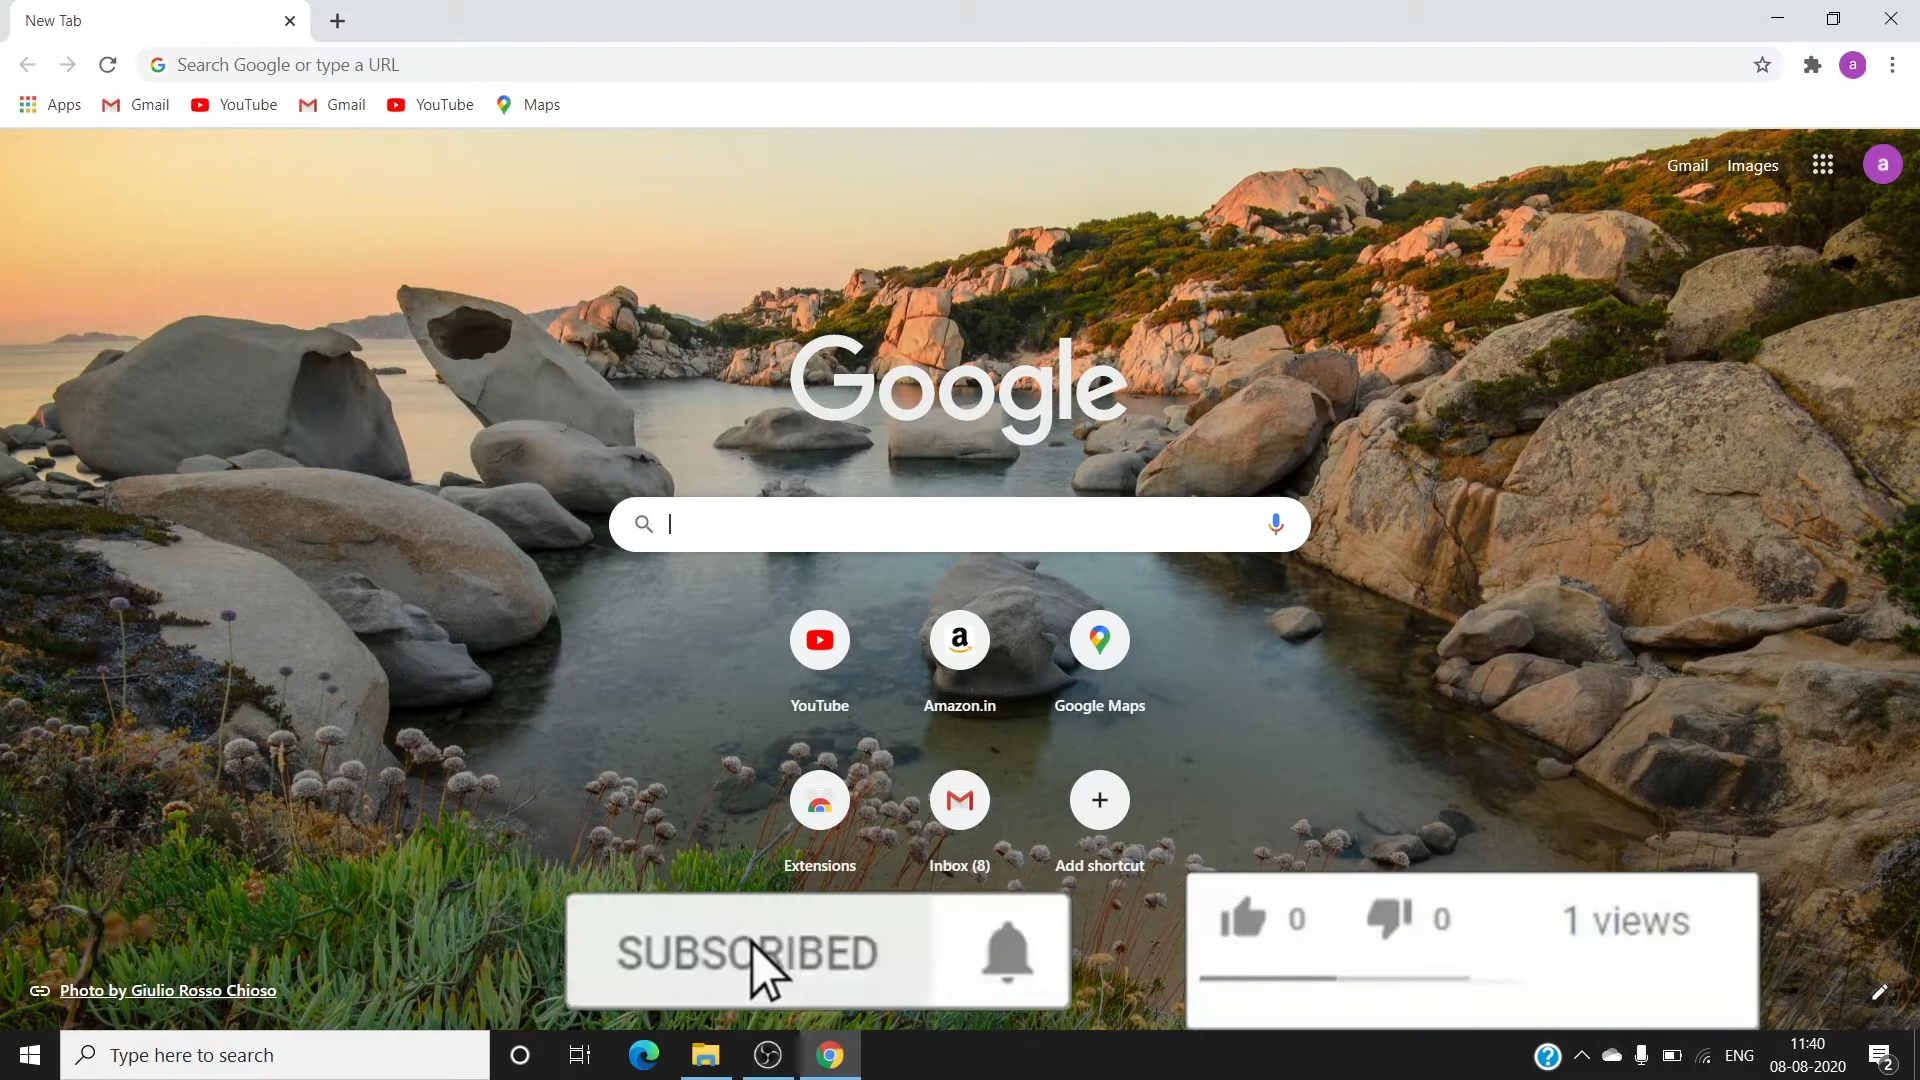 New Tab
Search Google or type a URL
Apps Gmail YouTube Gmail YouTube Maps
Gmail Images a
Google
YouTube Amazon.in Google Maps
Extensions Inbox (8) Add shortcut
SUBSCRIBED
0 0 1 views
Photo by Giulio Rosso Chioso
Type here to search
ENG
11:40
08-08-2020
2